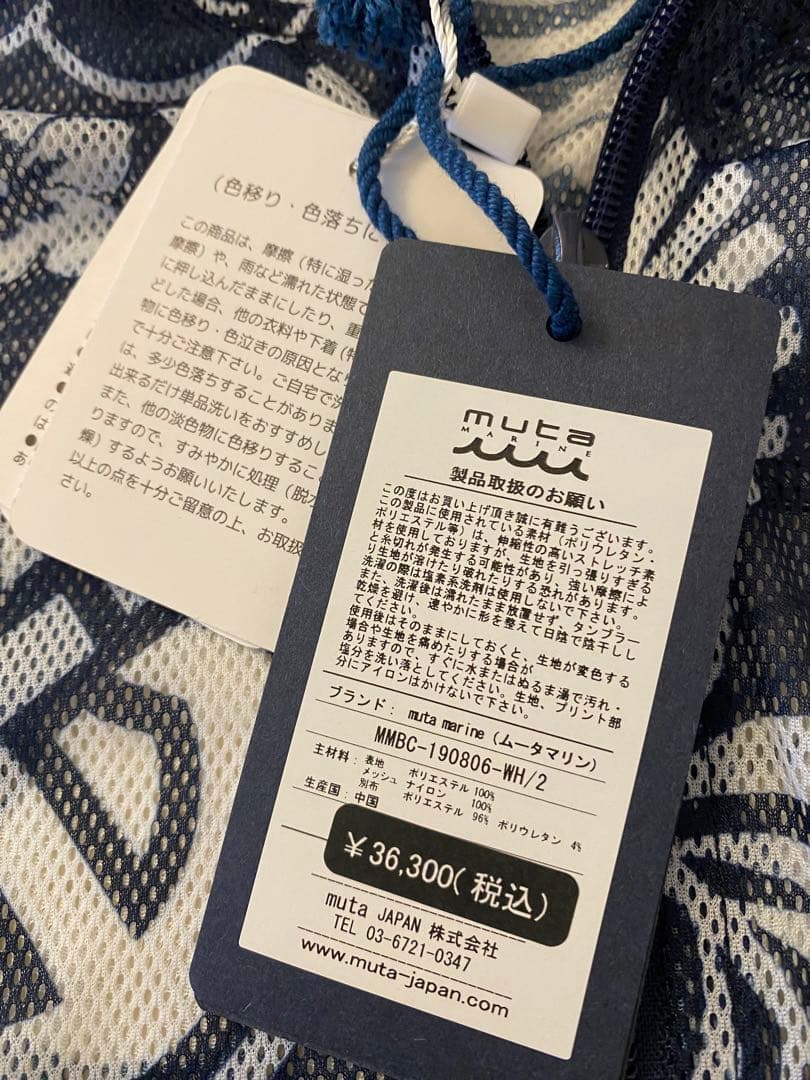 (色移り・色落ちに
この商品は、摩擦(特に湿っ
摩擦)や、雨など濡れた状態で
に押し込んだままにしたり、重
どした場合、他の衣料や下着(特
物に色移り・色泣きの原因とな
で十分ご注意下さい。ご自宅で洗
は、多少色落ちすることがありま
出来るだけ単品洗いをおすすめし
また、他の淡色物に色移りするこ
りますので、すみやかに処理(脱水
燥)するようお願いいたします。
以上の点を十分ご留意の上、お取扱
さい。
muta
MARINE
製品取扱のお願い
この度はお買い上げ頂き誠に有難うございます。
この製品に使用されている素材(ポリウレタン・
ポリエステル等)は、伸縮性の高いストレッチ素
材を使用しておりますが、生地を引っ張りすぎる
と糸切れが発生する可能性があり、強い摩擦によ
り生地が溶けたり破れたりする恐れがあります。
洗濯の際は塩素系洗剤は使用しないで下さい。
また、洗濯後は濡れたまま放置せず、タンブラー
乾燥を避け、速やかに形を整えて日陰で陰干しし
てください。
使用後はそのままにしておくと、生地が変色する
場合や生地を痛めたりする場合が
ありますので、すぐに水またはぬるま湯で汚れ・
塩分を洗い落としてください。生地、プリント部
分にアイロンはかけないで下さい。
ブランド: muta marine (ムータマリン)
MMBC-190806-WH/2
主材料: 表地 ポリエステル 100%
メッシュ ナイロン 100%
別布 ポリエステル 96% ポリウレタン 4%
生産国: 中国
¥36,300(税込)
muta JAPAN 株式会社
TEL 03-6721-0347
www.muta-japan.com